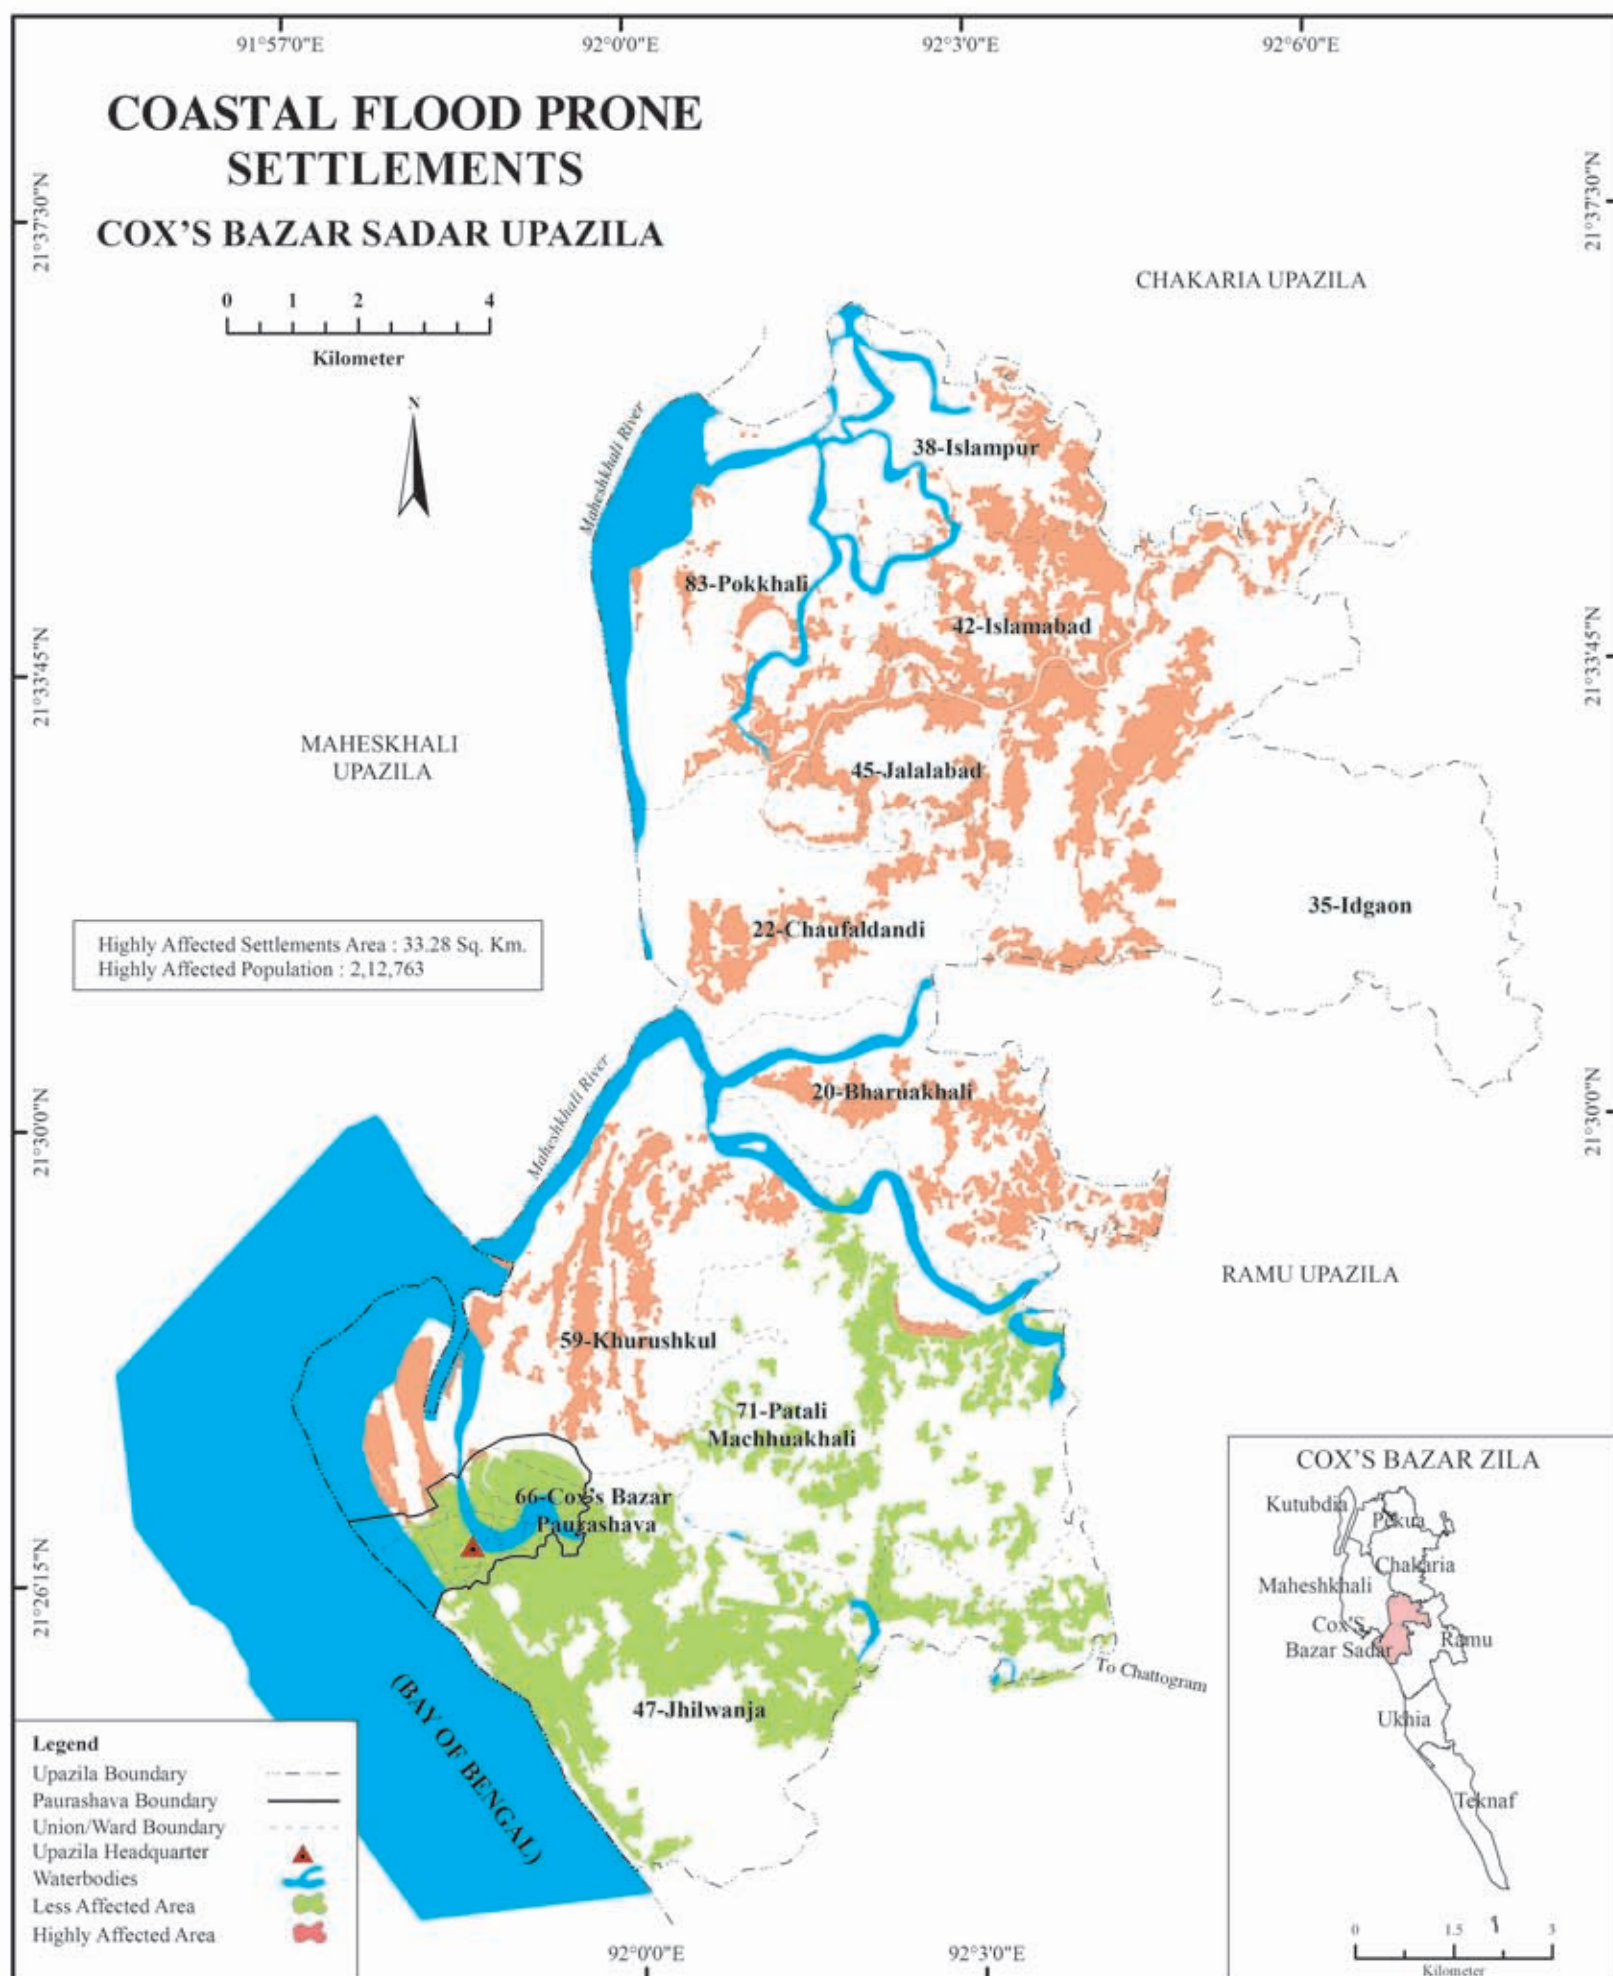 91°57'0"E
92°0'0"E
92°3'0"E
92°6'0"E
COASTAL FLOOD PRONE
SETTLEMENTS
COX'S BAZAR SADAR UPAZILA
21°37'30"N
21°37'30"N
0 1 2 4
Kilometer
N
CHAKARIA UPAZILA
Maheshkhali River
38-Islampur
83-Pokkhali
42-Islamabad
21°33'45"N
21°33'45"N
MAHESKHALI
UPAZILA
45-Jalalabad
35-Idgaon
22-Chaufaldandi
Highly Affected Settlements Area : 33.28 Sq. Km.
Highly Affected Population : 2,12,763
Maheshkhali River
20-Bharuakhali
21°30'0"N
21°30'0"N
RAMU UPAZILA
59-Khurushkul
71-Patali
Machhuakhali
66-Cox's Bazar
Paurashava
21°26'15"N
To Chattogram
47-Jhilwanja
(BAY OF BENGAL)
COX'S BAZAR ZILA
Kutubdia
Pekua
Chakaria
Maheshkhali
Cox'S
Bazar Sadar
Ramu
Ukhia
Teknaf
0 1.5 3
Kilometer
Legend
Upazila Boundary
Paurashava Boundary
Union/Ward Boundary
Upazila Headquarter
Waterbodies
Less Affected Area
Highly Affected Area
92°0'0"E
92°3'0"E